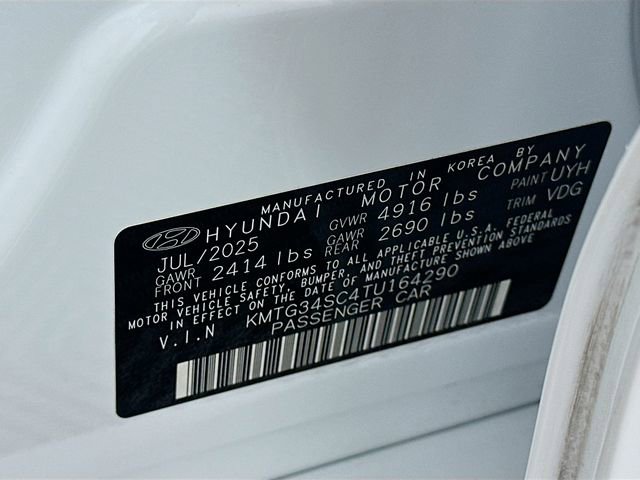 MANUFACTURED IN KOREA BY
HYUNDAI MOTOR COMPANY
JUL/2025 GVWR 4916 lbs PAINT UYH
GAWR FRONT 2414 lbs GAWR REAR 2690 lbs TRIM VDG
THIS VEHICLE CONFORMS TO ALL APPLICABLE U.S.A. FEDERAL
MOTOR VEHICLE SAFETY, BUMPER, AND THEFT PREVENTION STANDARDS
IN EFFECT ON THE DATE OF MANUFACTURE SHOWN ABOVE
V.I.N KMTG34SC4TU164290
PASSENGER CAR